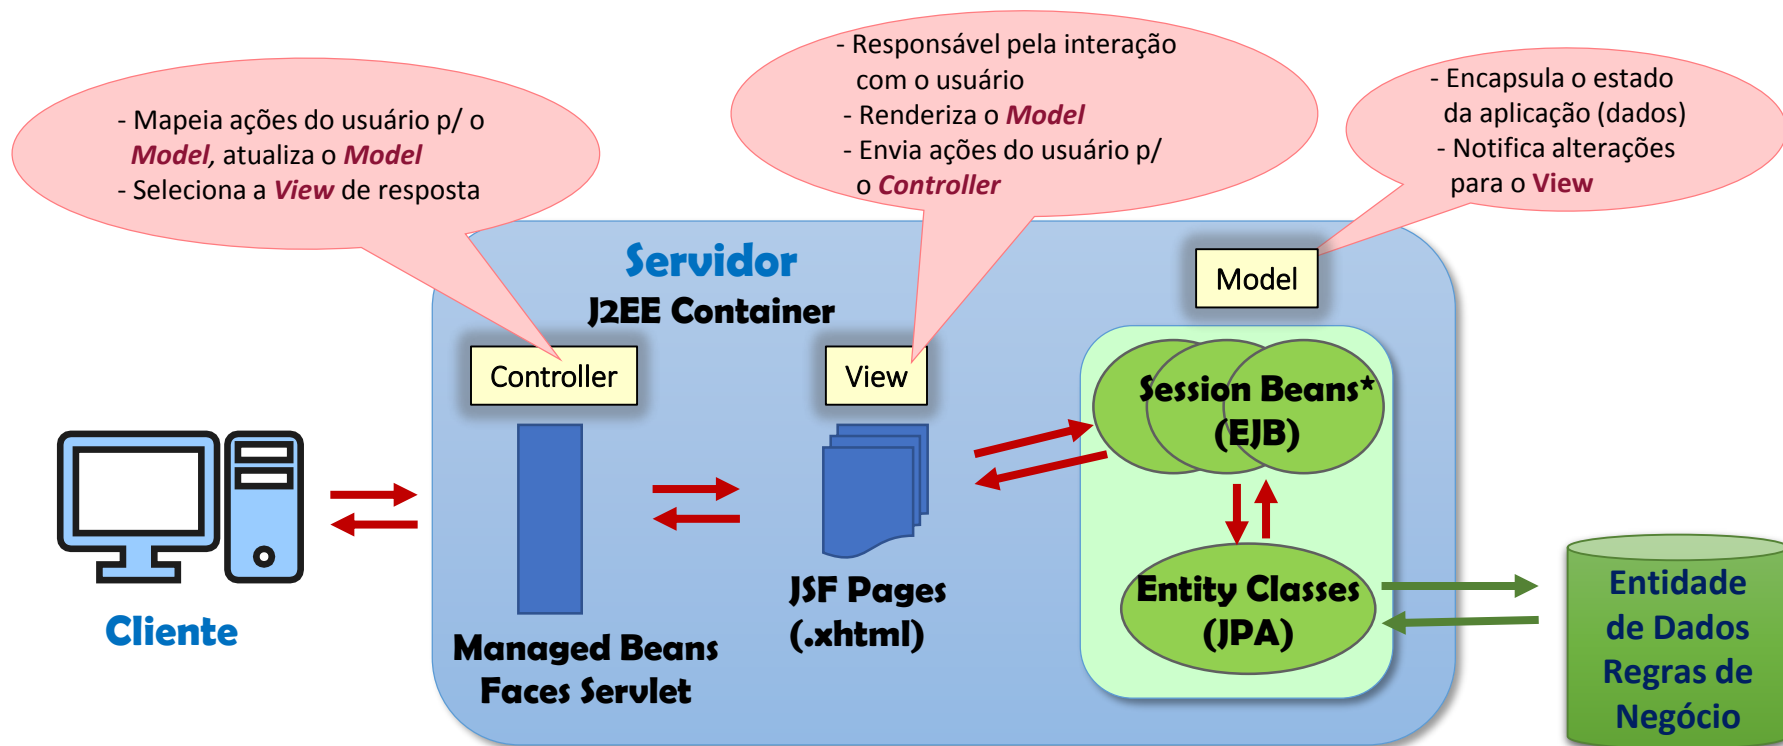 - Mapeia ações do usuário p/ o
Model, atualiza o Model
- Seleciona a View de resposta
- Responsável pela interação
com o usuário
- Renderiza o Model
- Envia ações do usuário p/
o Controller
- Encapsula o estado
da aplicação (dados)
- Notifica alterações
para o View
Servidor
J2EE Container
Controller
View
Model
Session Beans*
(EJB)
Entity Classes
(JPA)
JSF Pages
(.xhtml)
Managed Beans
Faces Servlet
Cliente
Entidade
de Dados
Regras de
Negócio